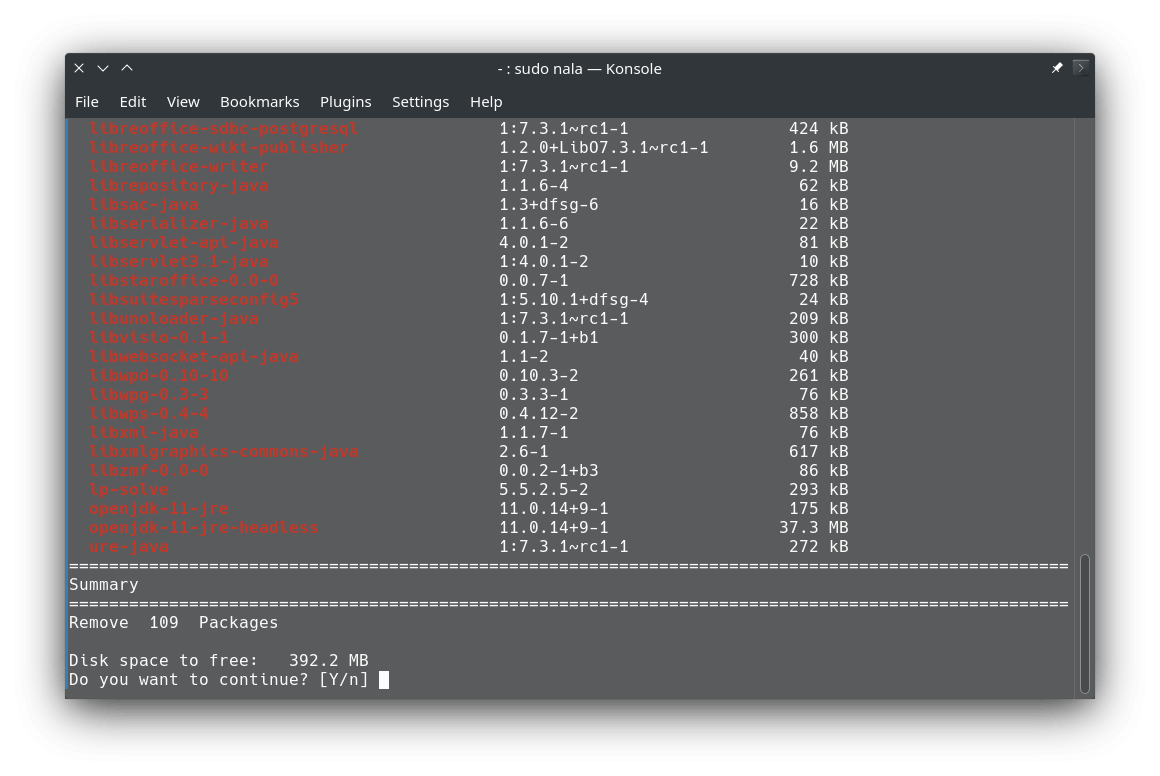 - : sudo nala — Konsole
File Edit View Bookmarks Plugins Settings Help
libreoffice-sdbc-postgresql 1:7.3.1~rc1-1 424 kB
libreoffice-wiki-publisher 1.2.0+LibO7.3.1~rc1-1 1.6 MB
libreoffice-writer 1:7.3.1~rc1-1 9.2 MB
librepository-java 1.1.6-4 62 kB
libsac-java 1.3+dfsg-6 16 kB
libserializer-java 1.1.6-6 22 kB
libservlet-api-java 4.0.1-2 81 kB
libservlet3.1-java 1:4.0.1-2 10 kB
libstaroffice-0.0-0 0.0.7-1 728 kB
libsuitesparseconfig5 1:5.10.1+dfsg-4 24 kB
libunoloader-java 1:7.3.1~rc1-1 209 kB
libvisio-0.1-1 0.1.7-1+b1 300 kB
libwebsocket-api-java 1.1-2 40 kB
libwpd-0.10-10 0.10.3-2 261 kB
libwpg-0.3-3 0.3.3-1 76 kB
libwps-0.4-4 0.4.12-2 858 kB
libxml-java 1.1.7-1 76 kB
libxmlgraphics-commons-java 2.6-1 617 kB
libzmf-0.0-0 0.0.2-1+b3 86 kB
lp-solve 5.5.2.5-2 293 kB
openjdk-11-jre 11.0.14+9-1 175 kB
openjdk-11-jre-headless 11.0.14+9-1 37.3 MB
ure-java 1:7.3.1~rc1-1 272 kB
====================================================================================================
Summary
====================================================================================================
Remove 109 Packages
Disk space to free: 392.2 MB
Do you want to continue? [Y/n]